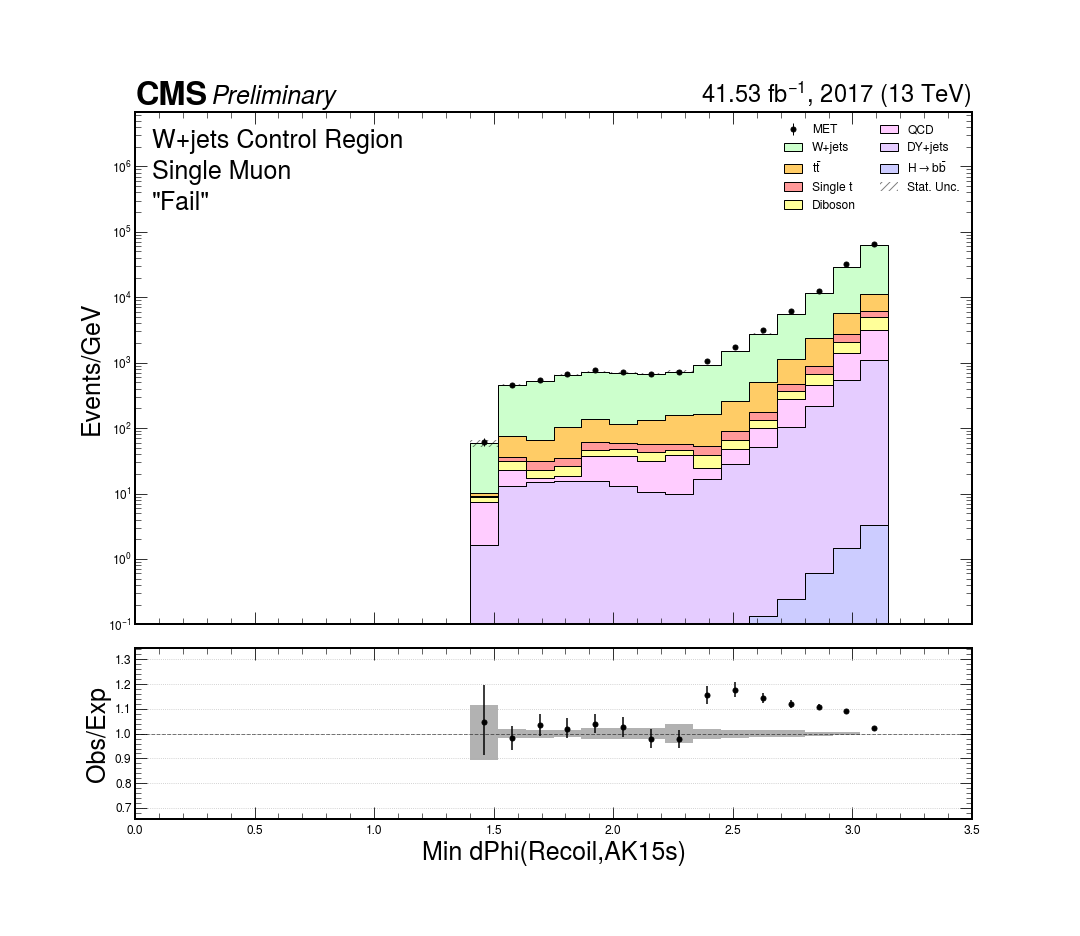 CMS Preliminary
41.53 fb⁻¹, 2017 (13 TeV)
W+jets Control Region
Single Muon
"Fail"
MET
W+jets
tt̄
Single t
Diboson
QCD
DY+jets
H→bb̄
Stat. Unc.
Events/GeV
10⁶
10⁵
10⁴
10³
10²
10¹
10⁰
10⁻¹
Obs/Exp
1.3
1.2
1.1
1.0
0.9
0.8
0.7
0.0 0.5 1.0 1.5 2.0 2.5 3.0 3.5
Min dPhi(Recoil,AK15s)